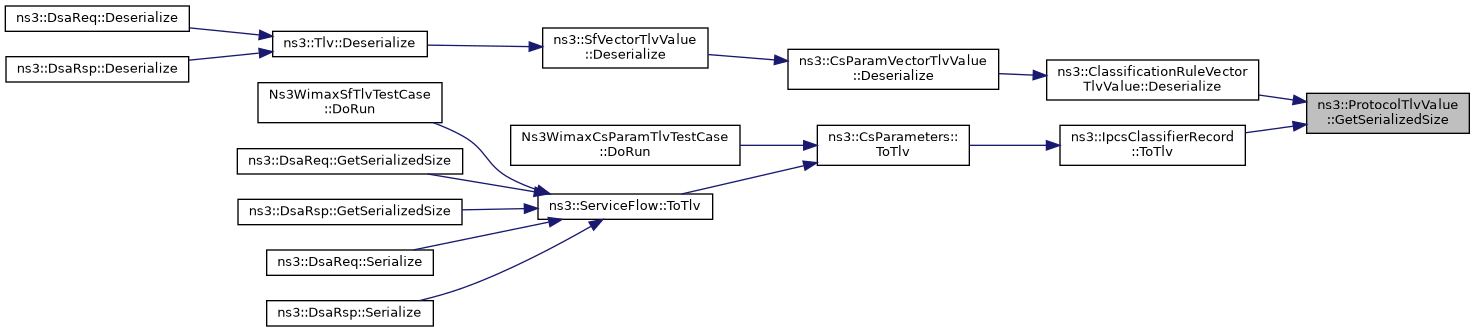 ns3::DsaReq::Deserialize
ns3::DsaRsp::Deserialize
ns3::Tlv::Deserialize
ns3::SfVectorTlvValue
::Deserialize
ns3::CsParamVectorTlvValue
::Deserialize
ns3::ClassificationRuleVector
TlvValue::Deserialize
ns3::ProtocolTlvValue
::GetSerializedSize
Ns3WimaxSfTlvTestCase
::DoRun
Ns3WimaxCsParamTlvTestCase
::DoRun
ns3::CsParameters::
ToTlv
ns3::IpcsClassifierRecord
::ToTlv
ns3::DsaReq::GetSerializedSize
ns3::DsaRsp::GetSerializedSize
ns3::ServiceFlow::ToTlv
ns3::DsaReq::Serialize
ns3::DsaRsp::Serialize